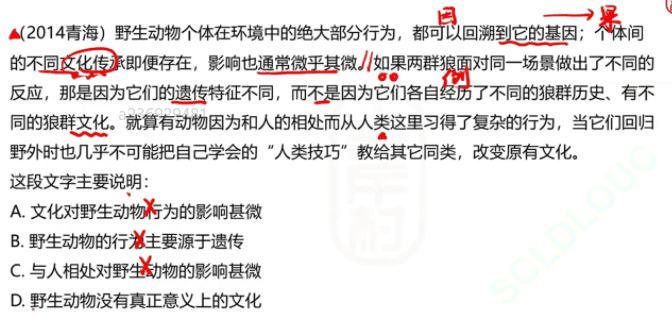 因 → 果
▲(2014青海）野生动物个体在环境中的绝大部分行为，都可以回溯到它的基因；个体间
的不同文化传承即便存在，影响也通常微乎其微。//如果两群狼面对同一场景做出了不同的
例
反应，那是因为它们的遗传特征不同，而不是因为它们各自经历了不同的狼群历史、有不
同的狼群文化。就算有动物因为和人的相处而从人类这里习得了复杂的行为，当它们回归
野外时也几乎不可能把自己学会的“人类技巧”教给其它同类，改变原有文化。
这段文字主要说明：
A. 文化对野生动物行为的影响甚微
B. 野生动物的行为主要源于遗传
C. 与人相处对野生动物的影响甚微
D. 野生动物没有真正意义上的文化
SCLDLOUC